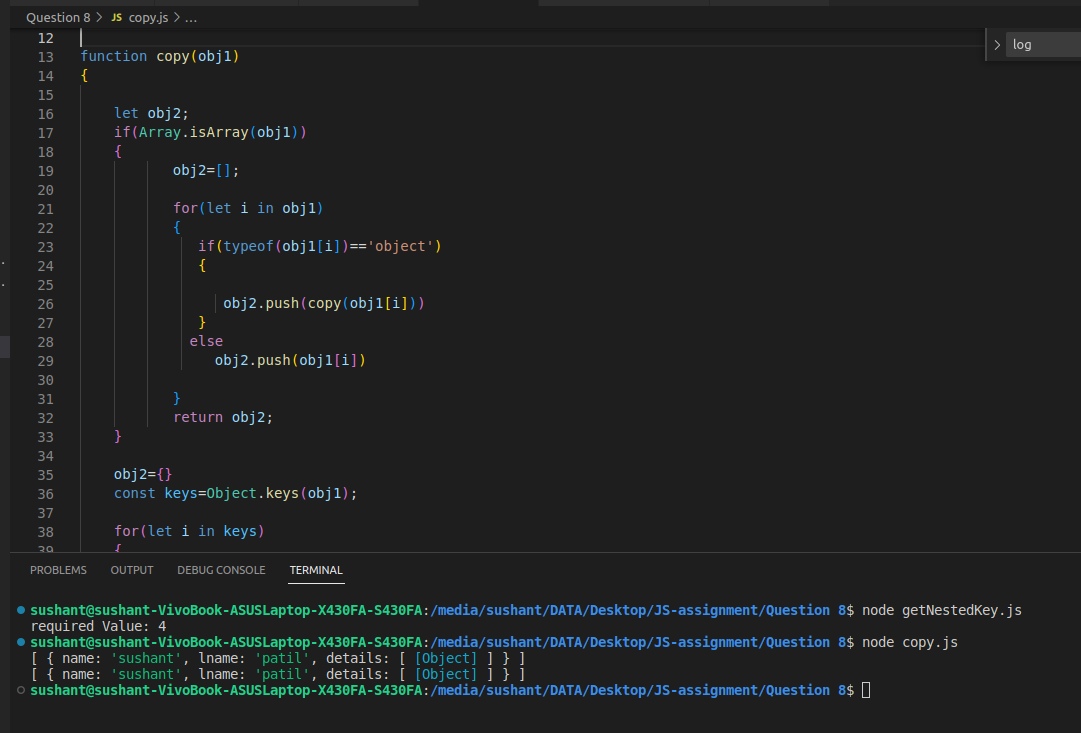 Question 8 > JS copy.js > ...
log
12
13 function copy(obj1)
14 {
15
16 let obj2;
17 if(Array.isArray(obj1))
18 {
19 obj2=[];
20
21 for(let i in obj1)
22 {
23 if(typeof(obj1[i])=='object')
24 {
25
26 obj2.push(copy(obj1[i]))
27 }
28 else
29 obj2.push(obj1[i])
30
31 }
32 return obj2;
33 }
34
35 obj2={}
36 const keys=Object.keys(obj1);
37
38 for(let i in keys)
39 {
PROBLEMS OUTPUT DEBUG CONSOLE TERMINAL
sushant@sushant-VivoBook-ASUSLaptop-X430FA-S430FA:/media/sushant/DATA/Desktop/JS-assignment/Question 8$ node getNestedKey.js
required Value: 4
sushant@sushant-VivoBook-ASUSLaptop-X430FA-S430FA:/media/sushant/DATA/Desktop/JS-assignment/Question 8$ node copy.js
[ { name: 'sushant', lname: 'patil', details: [ [Object] ] } ]
[ { name: 'sushant', lname: 'patil', details: [ [Object] ] } ]
sushant@sushant-VivoBook-ASUSLaptop-X430FA-S430FA:/media/sushant/DATA/Desktop/JS-assignment/Question 8$